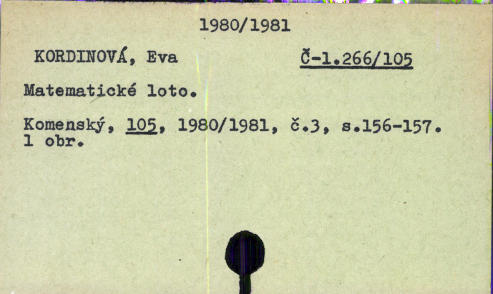 1980/1981
KORDINOVÁ, Eva Č-1.266/105
Matematické loto.
Komenský, 105, 1980/1981, č.3, s.156-157.
1 obr.